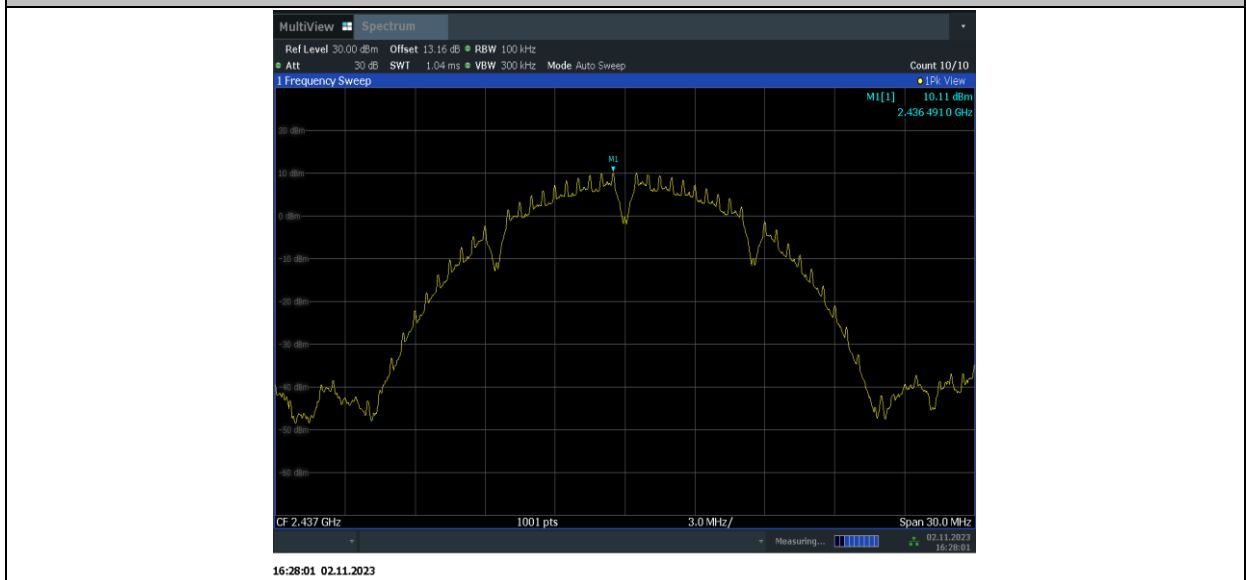 MultiView Spectrum
Ref Level 30.00 dBm Offset 13.16 dB RBW 100 kHz
Att 30 dB SWT 1.04 ms VBW 300 kHz Mode Auto Sweep Count 10/10
1 Frequency Sweep 1Pk View
M1[1] 10.11 dBm
2.436 491 0 GHz
20 dBm
M1
10 dBm
0 dBm
-10 dBm
-20 dBm
-30 dBm
-40 dBm
-50 dBm
-60 dBm
CF 2.437 GHz 1001 pts 3.0 MHz/ Span 30.0 MHz
Measuring... 02.11.2023
16:28:01
16:28:01 02.11.2023